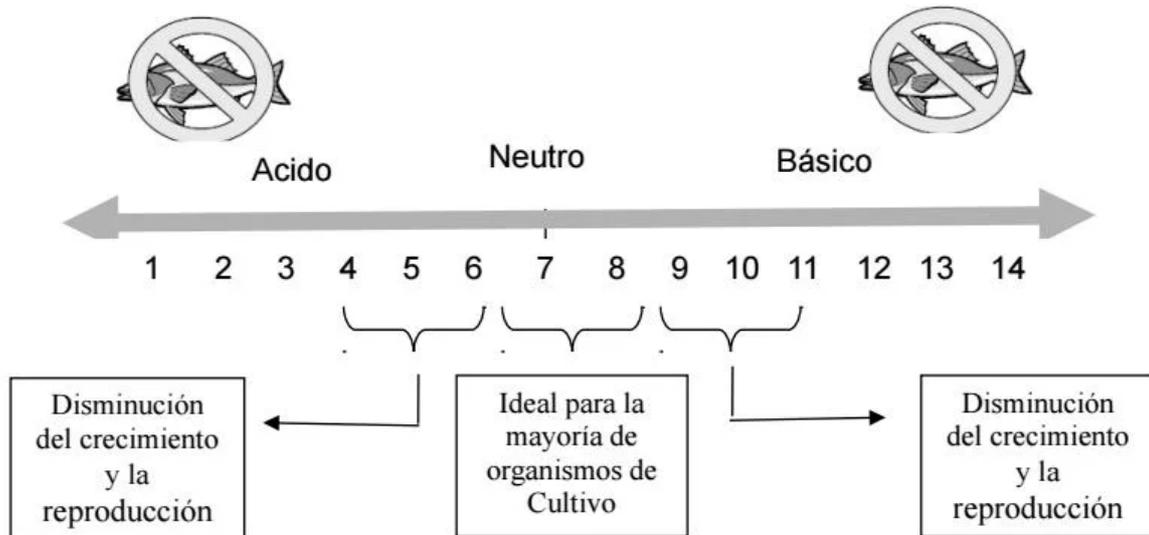 Acido
Neutro
Básico
1 2 3 4 5 6 7 8 9 10 11 12 13 14
Disminución
del crecimiento
y la
reproducción
Ideal para la
mayoría de
organismos de
Cultivo
Disminución
del crecimiento
y la
reproducción